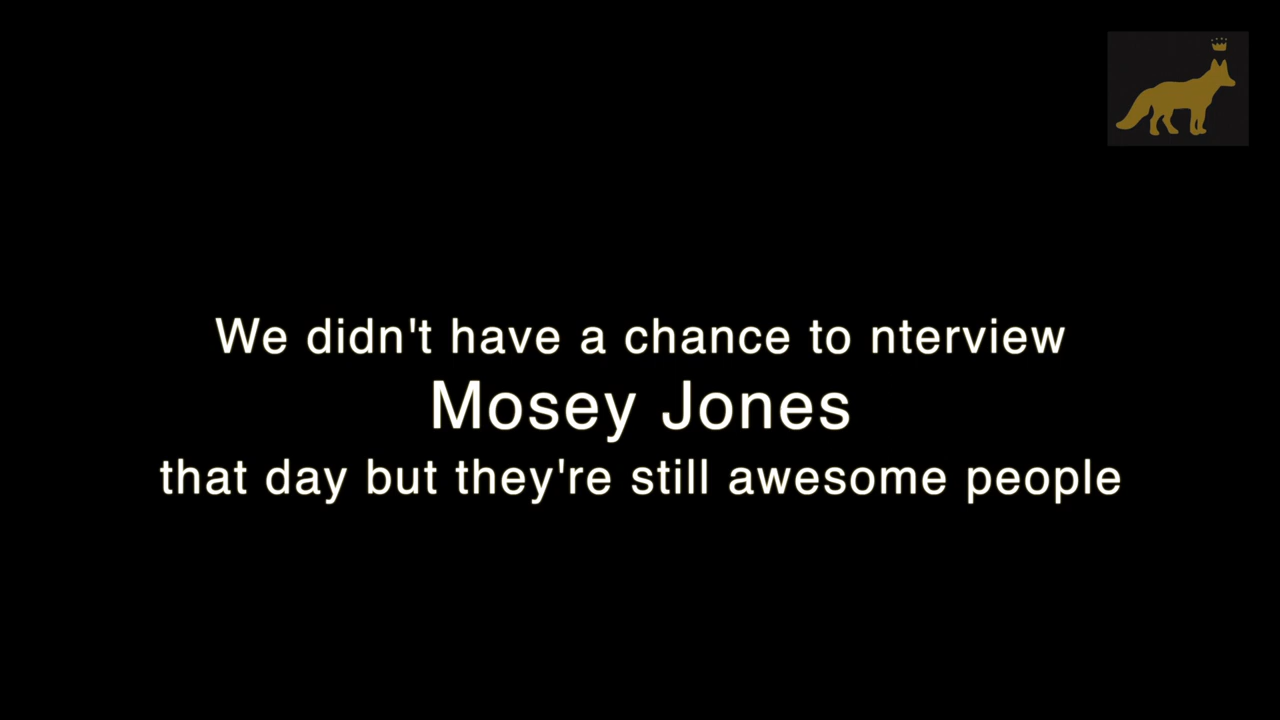 We didn't have a chance to nterview
Mosey Jones
that day but they're still awesome people